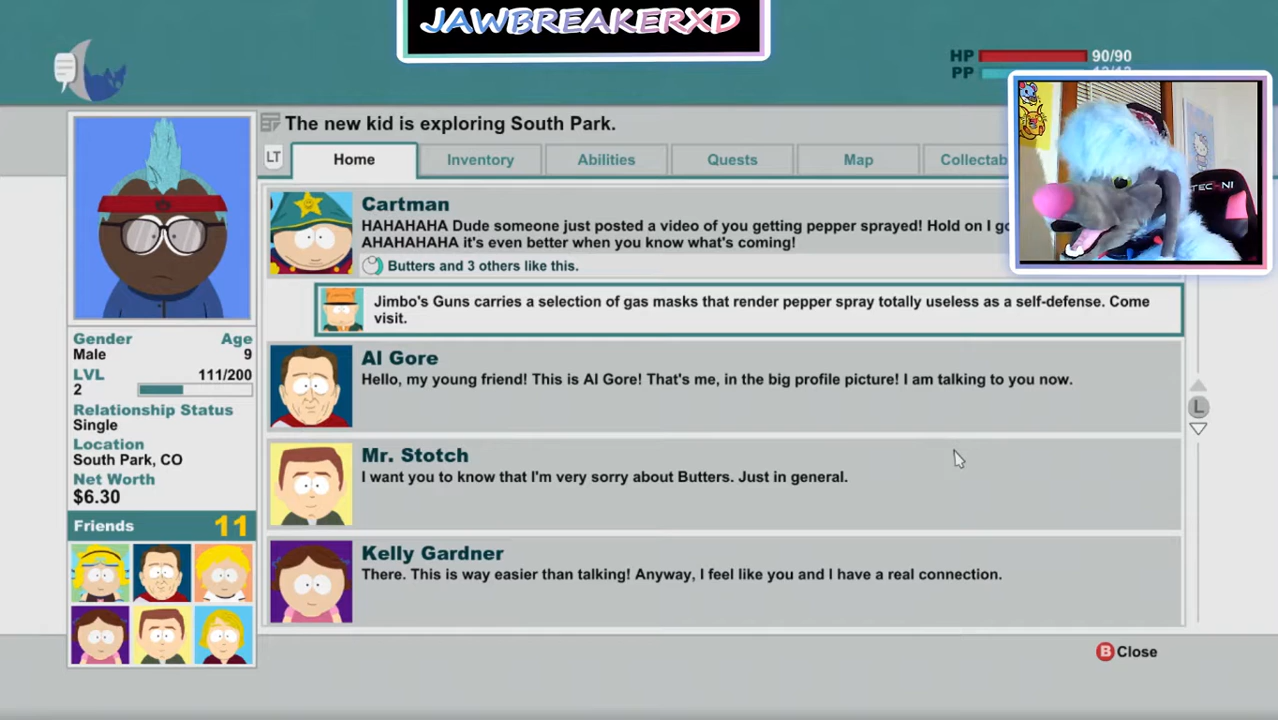 JAWBREAKERXD
HP 90/90
PP
The new kid is exploring South Park.
LT Home Inventory Abilities Quests Map Collectab
Cartman
HAHAHAHA Dude someone just posted a video of you getting pepper sprayed! Hold on I go
AHAHAHAHA it's even better when you know what's coming!
Butters and 3 others like this.
Jimbo's Guns carries a selection of gas masks that render pepper spray totally useless as a self-defense. Come
visit.
Al Gore
Hello, my young friend! This is Al Gore! That's me, in the big profile picture! I am talking to you now.
Mr. Stotch
I want you to know that I'm very sorry about Butters. Just in general.
Kelly Gardner
There. This is way easier than talking! Anyway, I feel like you and I have a real connection.
Gender Age
Male 9
LVL 111/200
2
Relationship Status
Single
Location
South Park, CO
Net Worth
$6.30
Friends 11
L
B Close